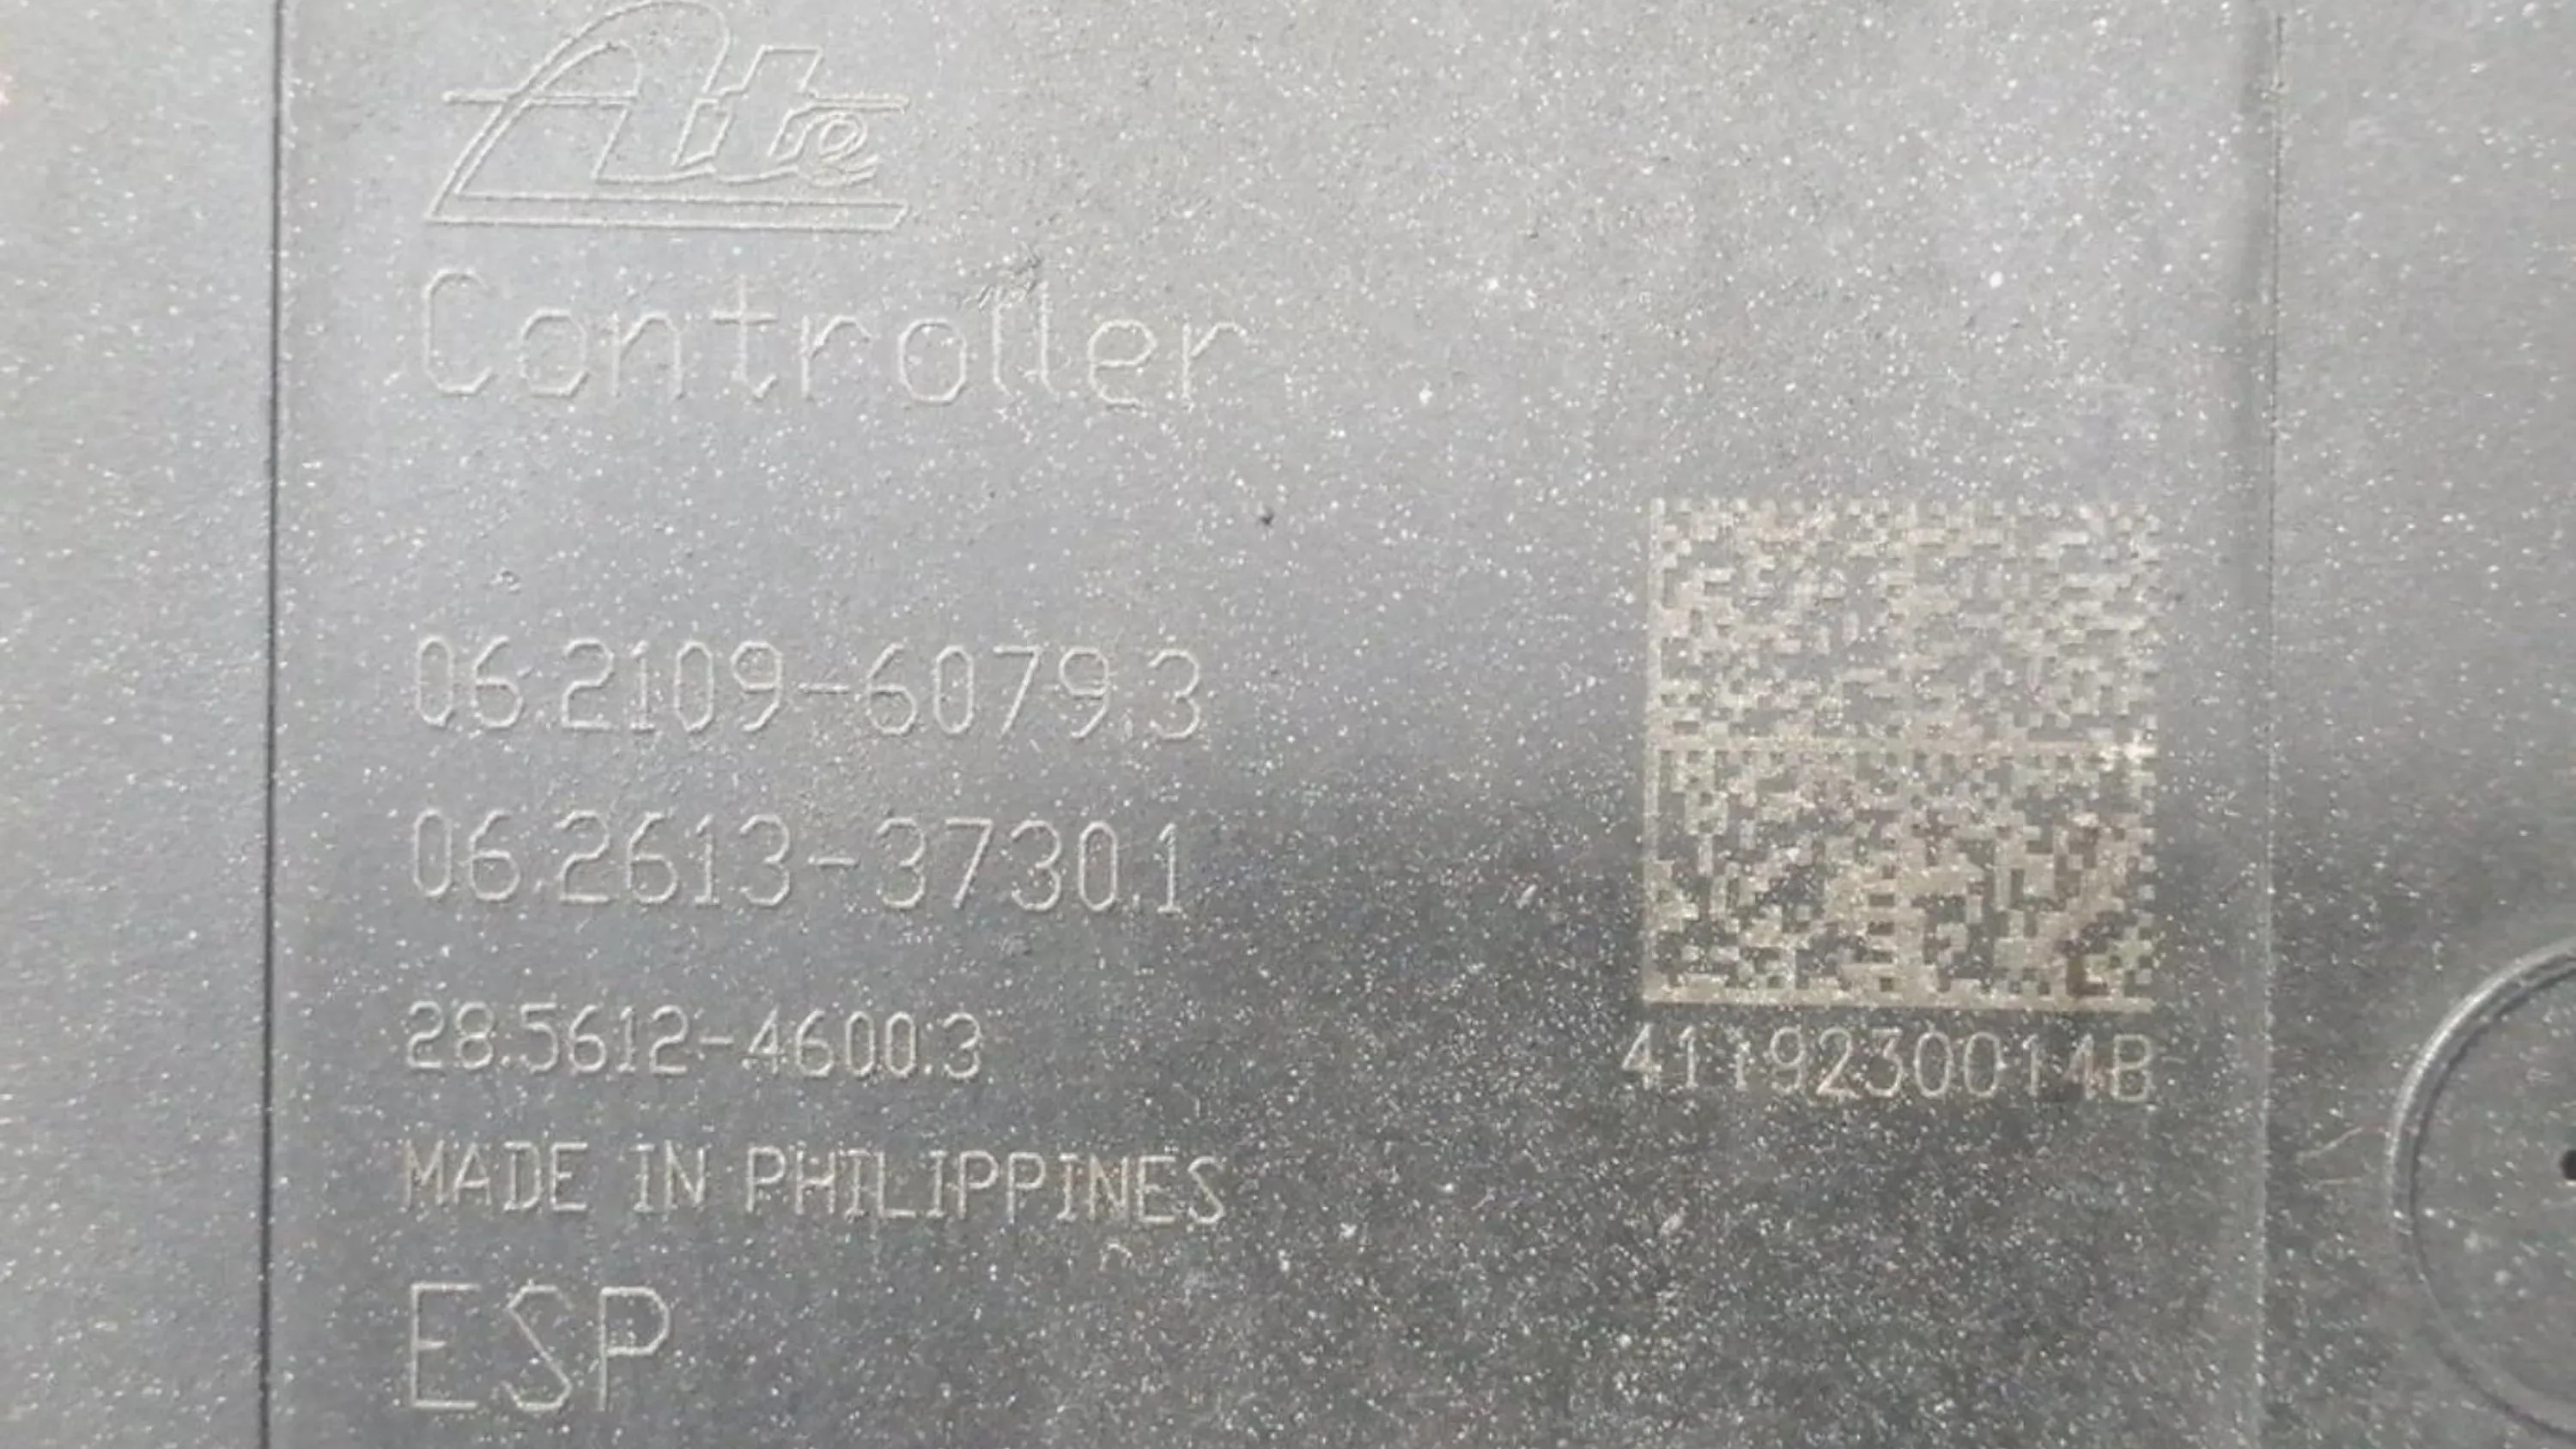 Ate
Controller
06.2109-6079.3
06.2613-3730.1
28.5612-4600.3
41192300148
MADE IN PHILIPPINES
ESP